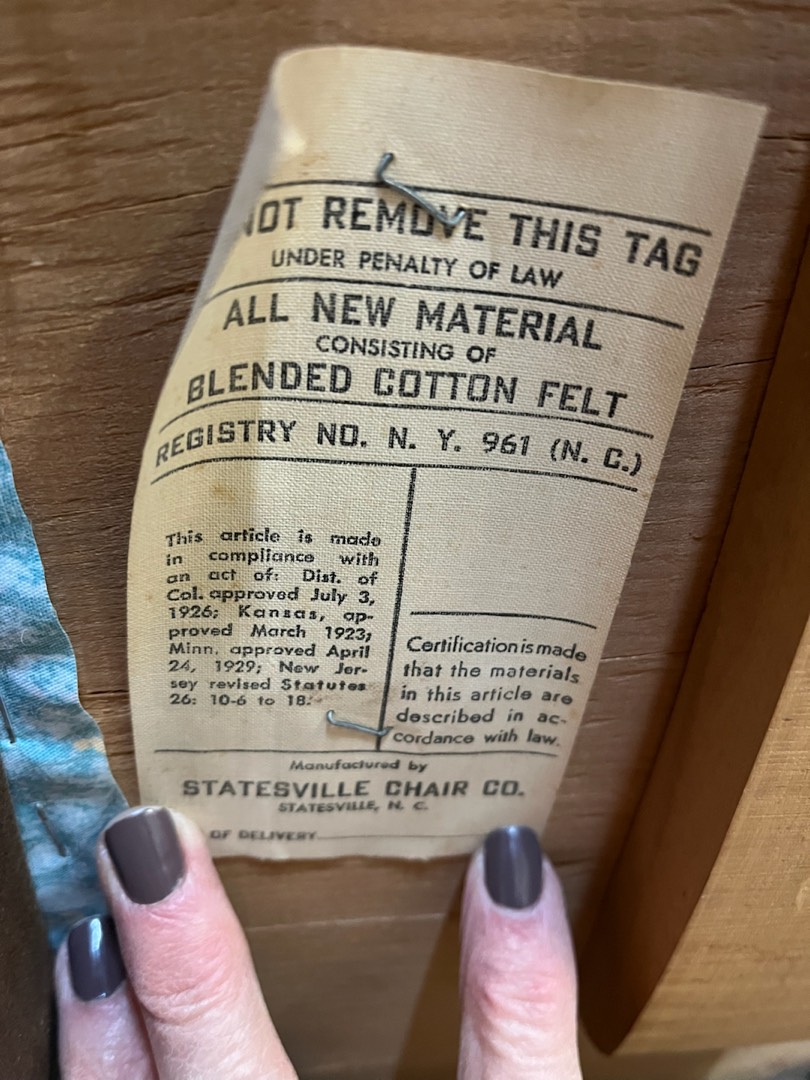 NOT REMOVE THIS TAG
UNDER PENALTY OF LAW
ALL NEW MATERIAL
CONSISTING OF
BLENDED COTTON FELT
REGISTRY NO. N. Y. 961 (N. C.)
This article is made
in compliance with
an act of: Dist. of
Col. approved July 3,
1926; Kansas, ap-
proved March 1923;
Minn. approved April
24, 1929; New Jer-
sey revised Statutes
26: 10-6 to 18.
Certification is made
that the materials
in this article are
described in ac-
cordance with law.
Manufactured by
STATESVILLE CHAIR CO.
STATESVILLE, N. C.
OF DELIVERY